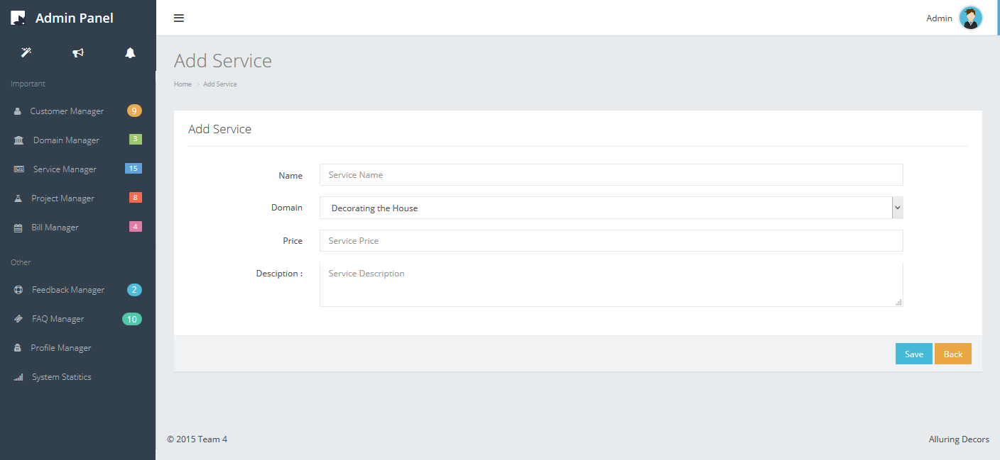 Admin Panel
Admin
Important
Customer Manager 9
Domain Manager 3
Service Manager 15
Project Manager 8
Bill Manager 4
Other
Feedback Manager 2
FAQ Manager 10
Profile Manager
System Statitics
Add Service
Home > Add Service
Add Service
Name Service Name
Domain Decorating the House
Price Service Price
Desciption : Service Description
Save Back
© 2015 Team 4 Alluring Decors